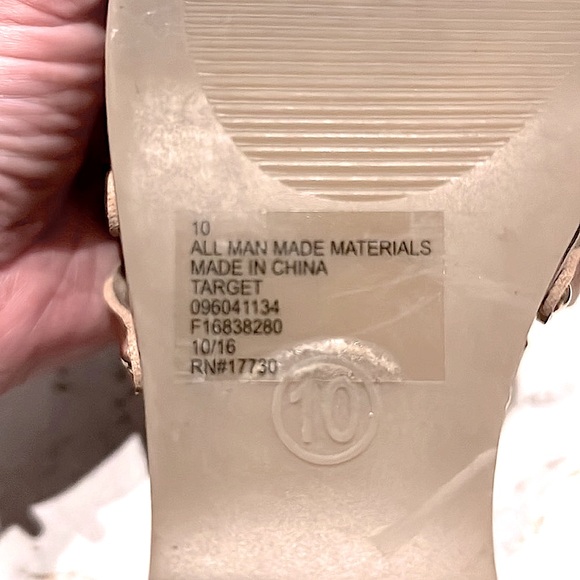 10
ALL MAN MADE MATERIALS
MADE IN CHINA
TARGET
096041134
F16838280
10/16
RN#17730
10